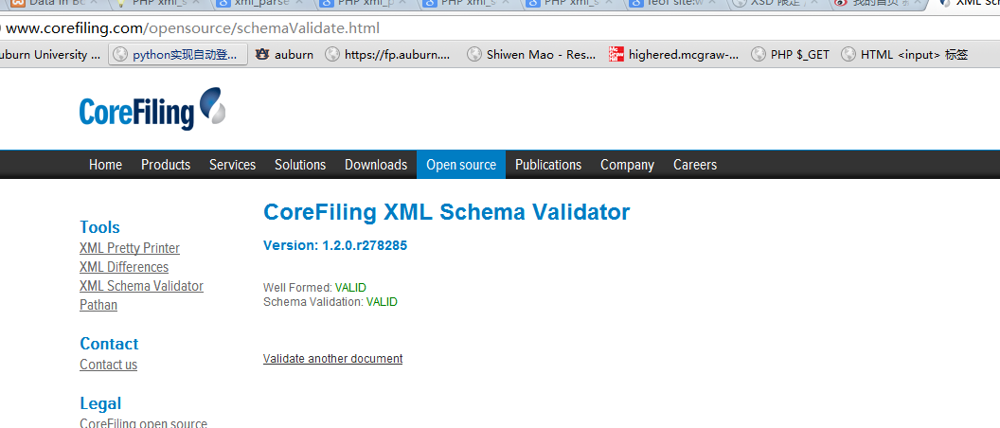 Data in Bo
PHP xml_s
xml_parse
PHP xml_p
PHP xml_s
PHP xml_s
feof site:w
XSD 限定
我的首页
XML Sch
www.corefiling.com/opensource/schemaValidate.html
uburn University ... python实现自动登... auburn https://fp.auburn.... Shiwen Mao - Res... highered.mcgraw-... PHP $_GET HTML <input> 标签
CoreFiling
Home Products Services Solutions Downloads Open source Publications Company Careers
Tools
XML Pretty Printer
XML Differences
XML Schema Validator
Pathan
Contact
Contact us
Legal
CoreFiling open source
CoreFiling XML Schema Validator
Version: 1.2.0.r278285
Well Formed: VALID
Schema Validation: VALID
Validate another document